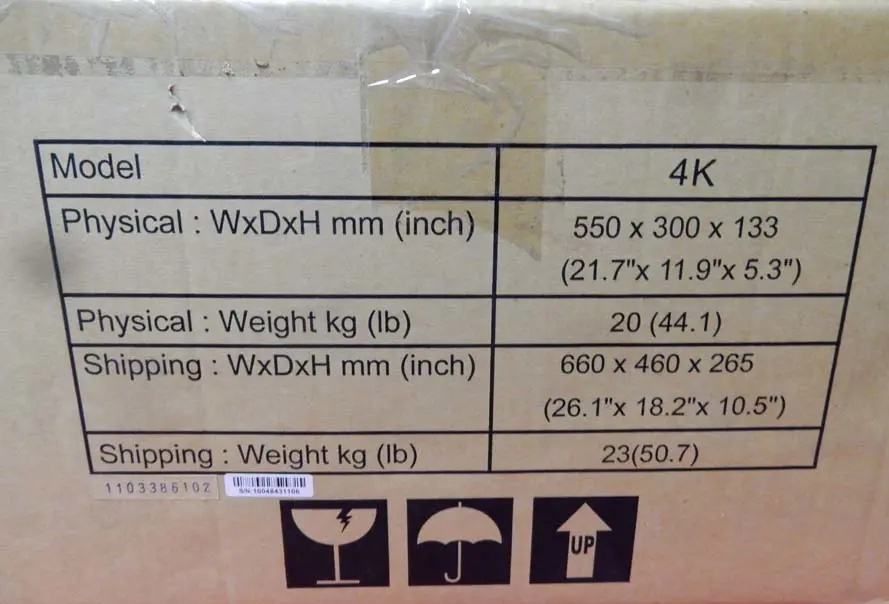 Model 4K
Physical : WxDxH mm (inch) 550 x 300 x 133
(21.7"x 11.9"x 5.3")
Physical : Weight kg (lb) 20 (44.1)
Shipping : WxDxH mm (inch) 660 x 460 x 265
(26.1"x 18.2"x 10.5")
Shipping : Weight kg (lb) 23(50.7)
1103386102
S/N: 10048431106
UP